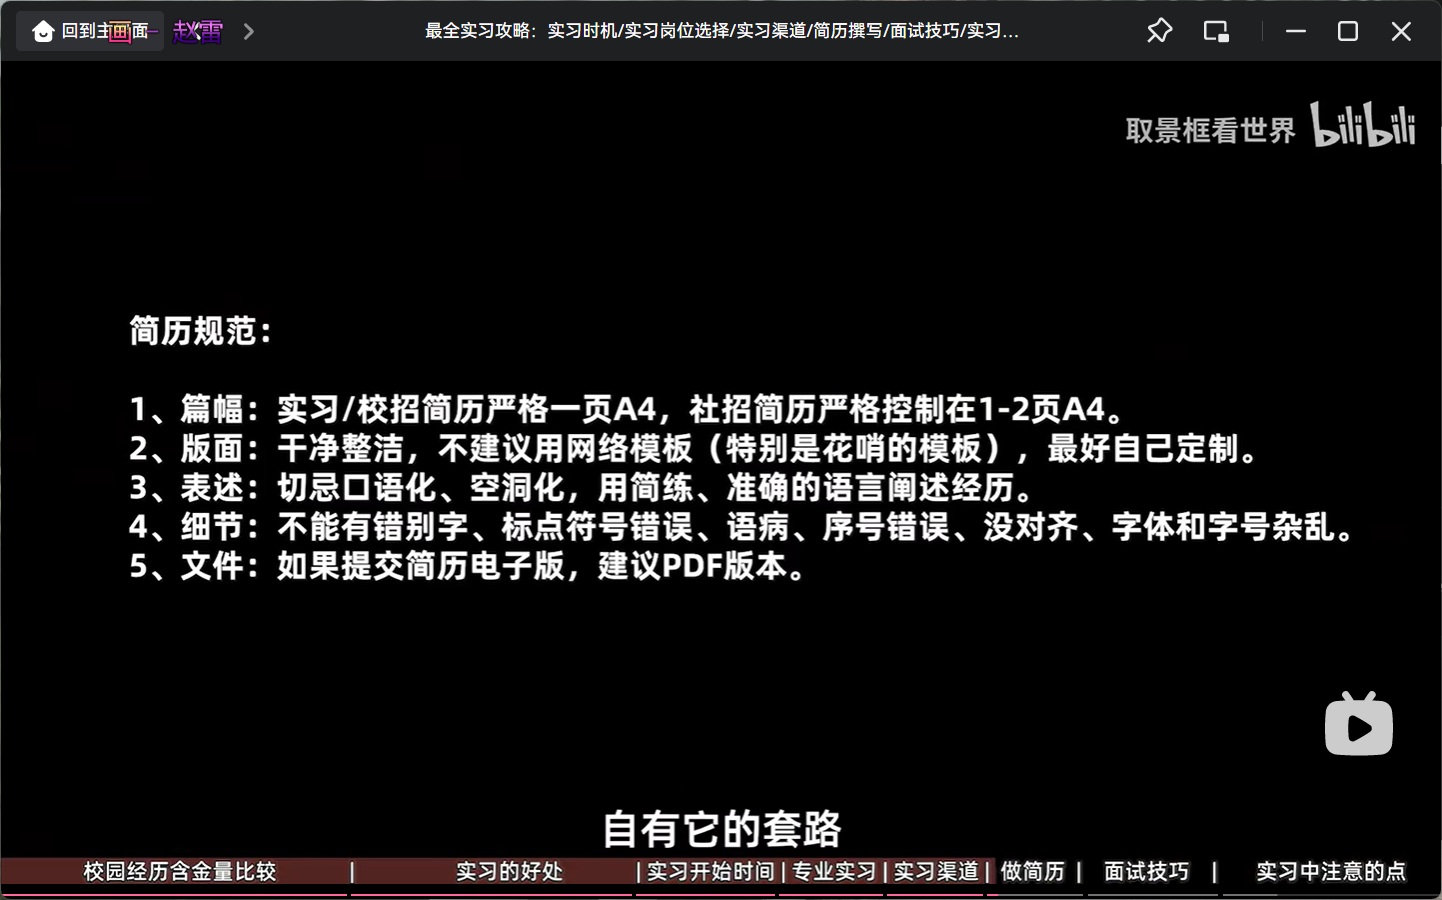 回到主画面
赵雷
最全实习攻略：实习时机/实习岗位选择/实习渠道/简历撰写/面试技巧/实习...
取景框看世界 bilibili
简历规范：
1、篇幅：实习/校招简历严格一页A4，社招简历严格控制在1-2页A4。
2、版面：干净整洁，不建议用网络模板（特别是花哨的模板），最好自己定制。
3、表述：切忌口语化、空洞化，用简练、准确的语言阐述经历。
4、细节：不能有错别字、标点符号错误、语病、序号错误、没对齐、字体和字号杂乱。
5、文件：如果提交简历电子版，建议PDF版本。
自有它的套路
校园经历含金量比较 | 实习的好处 | 实习开始时间 | 专业实习 | 实习渠道 | 做简历 | 面试技巧 | 实习中注意的点